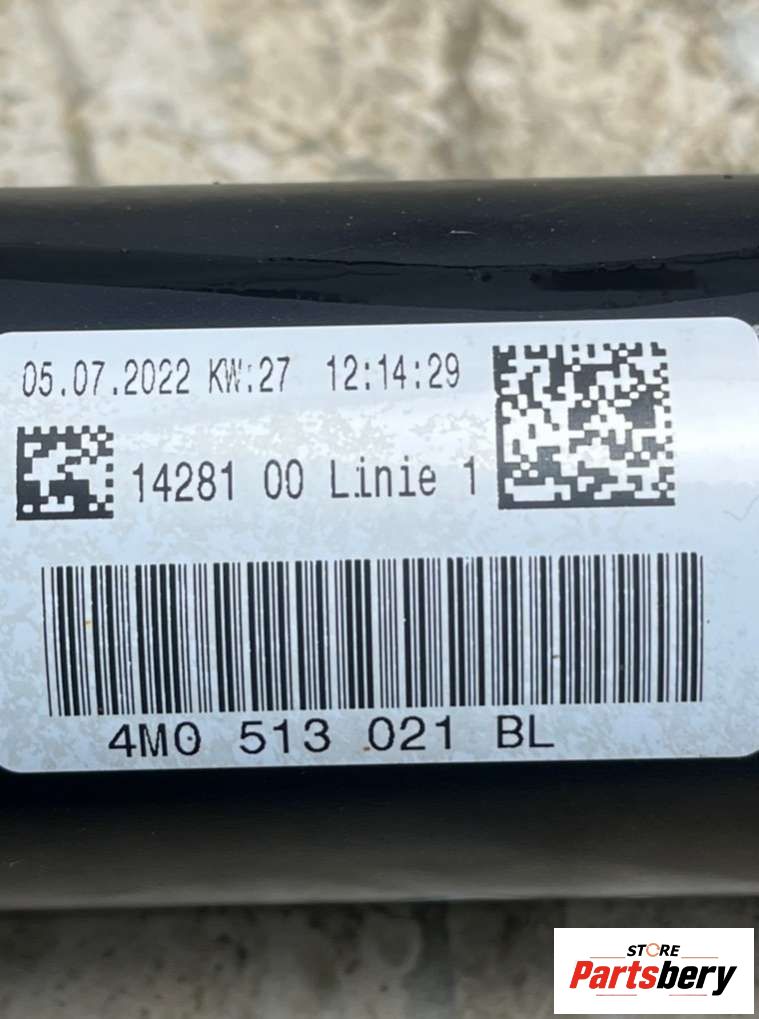 05.07.2022 KW:27 12:14:29
14281 00 Linie 1
4M0 513 021 BL
STORE
Partsbery